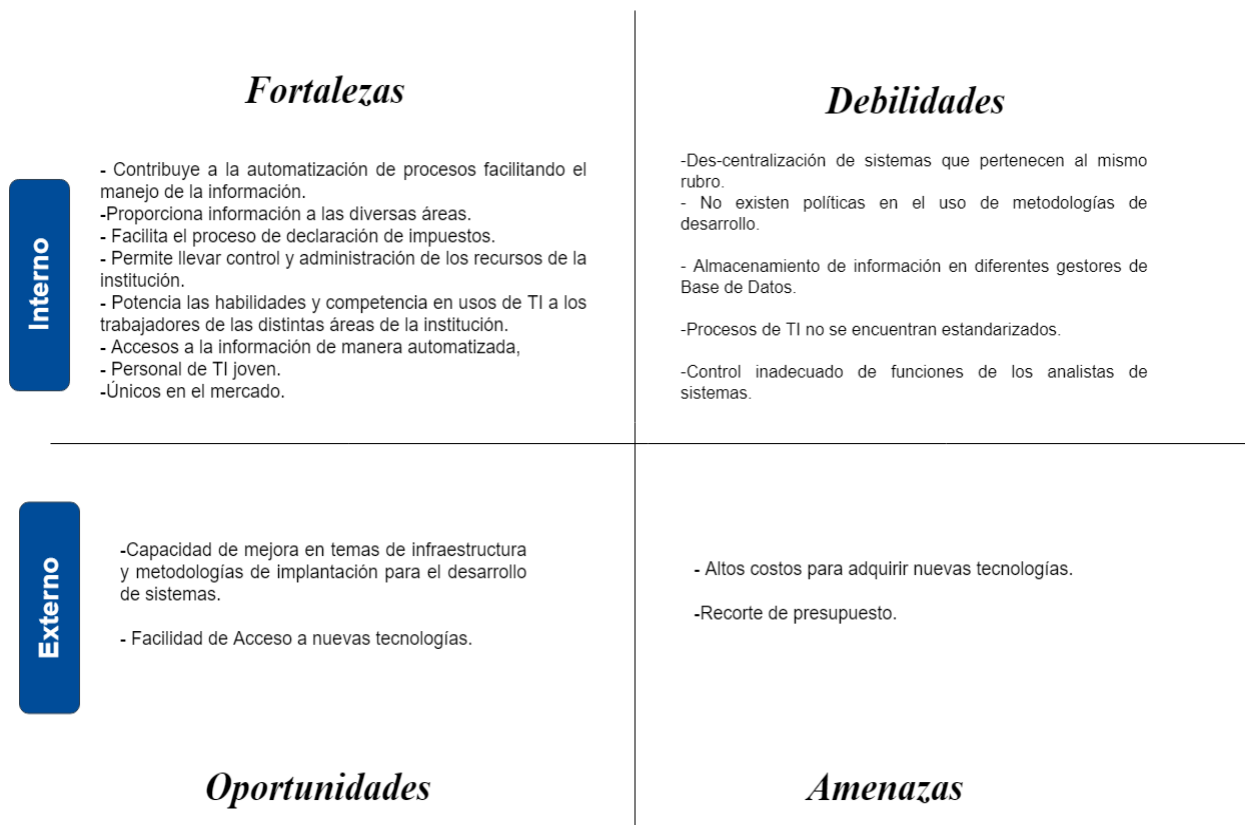 Fortalezas
- Contribuye a la automatización de procesos facilitando el
manejo de la información.
-Proporciona información a las diversas áreas.
- Facilita el proceso de declaración de impuestos.
- Permite llevar control y administración de los recursos de la
institución.
- Potencia las habilidades y competencia en usos de TI a los
trabajadores de las distintas áreas de la institución.
- Accesos a la información de manera automatizada,
- Personal de TI joven.
-Únicos en el mercado.
Debilidades
-Des-centralización de sistemas que pertenecen al mismo
rubro.
- No existen políticas en el uso de metodologías de
desarrollo.
- Almacenamiento de información en diferentes gestores de
Base de Datos.
-Procesos de TI no se encuentran estandarizados.
-Control inadecuado de funciones de los analistas de
sistemas.
Interno
Externo
-Capacidad de mejora en temas de infraestructura
y metodologías de implantación para el desarrollo
de sistemas.
- Facilidad de Acceso a nuevas tecnologías.
Oportunidades
- Altos costos para adquirir nuevas tecnologías.
-Recorte de presupuesto.
Amenazas